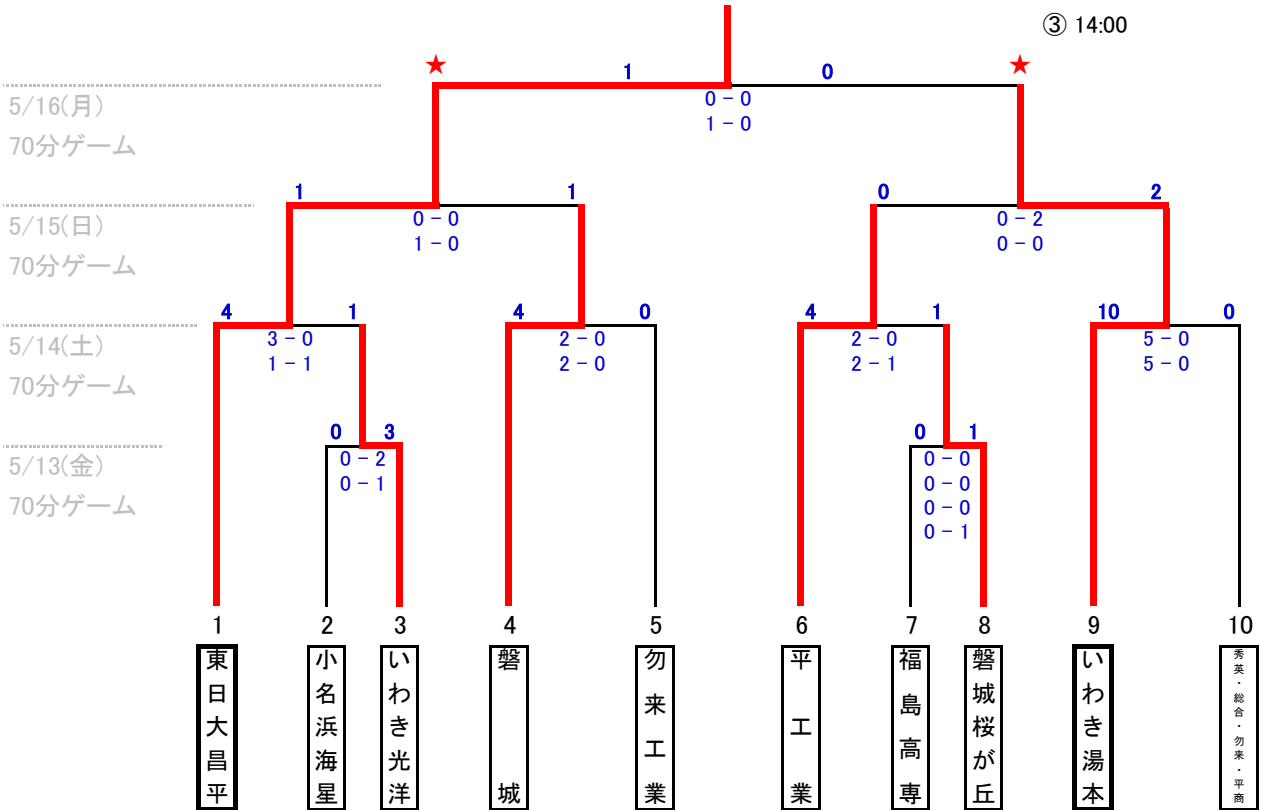 ③ 14:00
★ ★
1 0
5/16(月)
0－0
1－0
70分ゲーム
1 1 0 2
5/15(日)
0－0 0－2
1－0 0－0
70分ゲーム
4 1 4 0 4 1 10 0
5/14(土)
3－0 2－0 2－0 5－0
1－1 2－0 2－1 5－0
70分ゲーム
0 3 0 1
5/13(金)
0－2 0－0
0－1 0－0
70分ゲーム
0－0
0－1
1 2 3 4 5 6 7 8 9 10
東日大昌平
小名浜海星
いわき光洋
磐城
勿来工業
平工業
福島高専
磐城桜が丘
いわき湯本
秀英・総合・勿来・平商